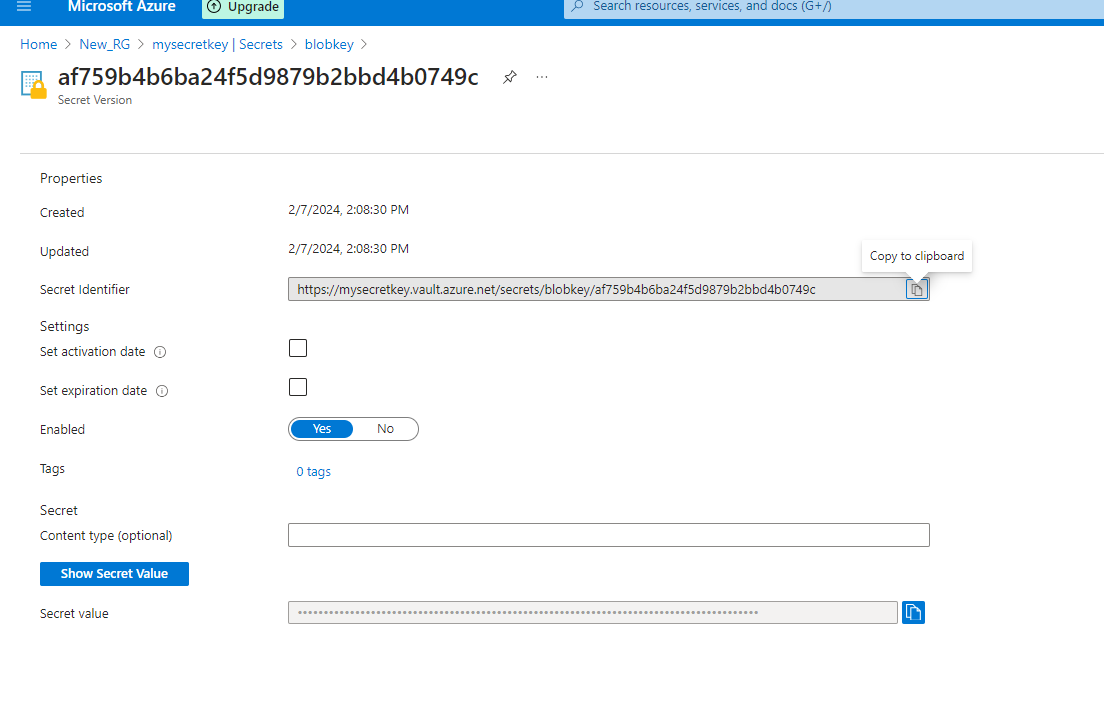 Microsoft Azure
Upgrade
Search resources, services, and docs (G+/)
Home > New_RG > mysecretkey | Secrets > blobkey >
af759b4b6ba24f5d9879b2bbd4b0749c
...
Secret Version
Properties
Created 2/7/2024, 2:08:30 PM
Updated 2/7/2024, 2:08:30 PM
Copy to clipboard
Secret Identifier https://mysecretkey.vault.azure.net/secrets/blobkey/af759b4b6ba24f5d9879b2bbd4b0749c
Settings
Set activation date
Set expiration date
Enabled Yes No
Tags 0 tags
Secret
Content type (optional)
Show Secret Value
Secret value